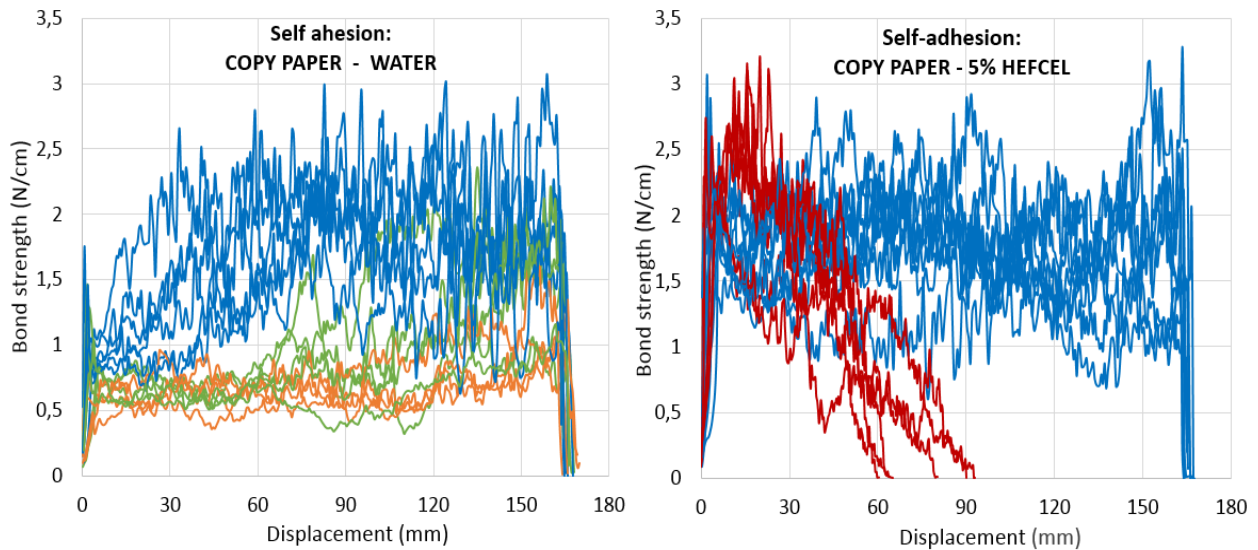 3,5
3
2,5
2
1,5
1
0,5
0
Bond strength (N/cm)
Self ahesion:
COPY PAPER - WATER
0 30 60 90 120 150 180
Displacement (mm)
3,5
3
2,5
2
1,5
1
0,5
0
Bond strength (N/cm)
Self-adhesion:
COPY PAPER - 5% HEFCEL
0 30 60 90 120 150 180
Displacement (mm)